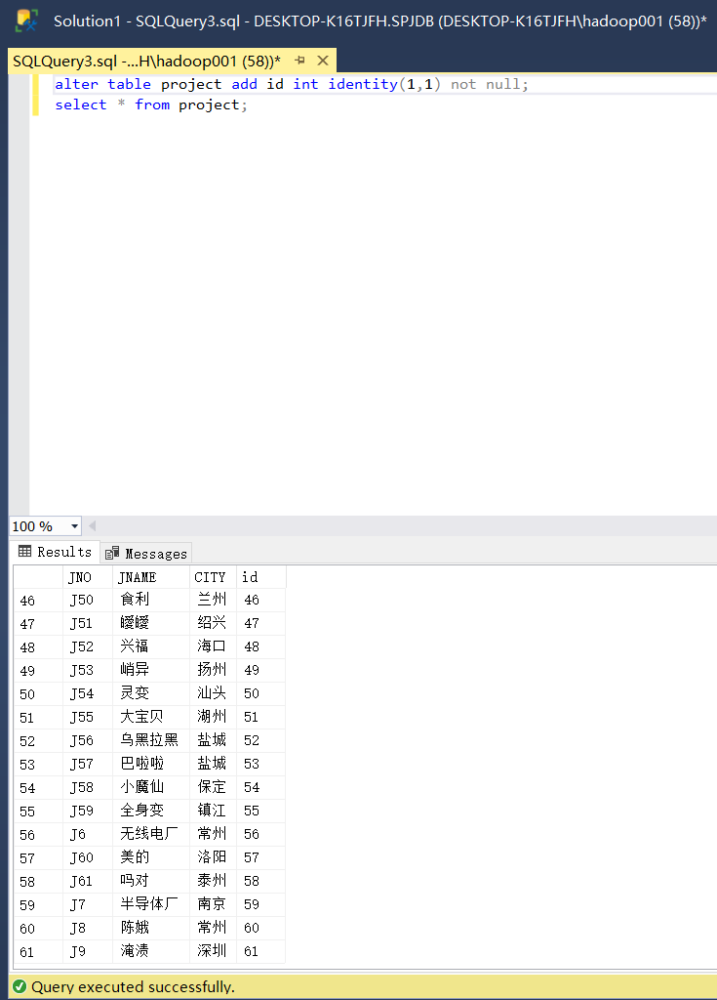 Solution1 - SQLQuery3.sql - DESKTOP-K16TJFH.SPJDB (DESKTOP-K16TJFH\hadoop001 (58))*
SQLQuery3.sql -...H\hadoop001 (58))*
alter table project add id int identity(1,1) not null;
select * from project;
100 %
Results Messages
JNO JNAME CITY id
46 J50 食利 兰州 46
47 J51 嗳嗳 绍兴 47
48 J52 兴福 海口 48
49 J53 峭异 扬州 49
50 J54 灵变 汕头 50
51 J55 大宝贝 湖州 51
52 J56 乌黑拉黑 盐城 52
53 J57 巴啦啦 盐城 53
54 J58 小魔仙 保定 54
55 J59 全身变 镇江 55
56 J6 无线电厂 常州 56
57 J60 美的 洛阳 57
58 J61 吗对 泰州 58
59 J7 半导体厂 南京 59
60 J8 陈娥 常州 60
61 J9 淹溃 深圳 61
Query executed successfully.